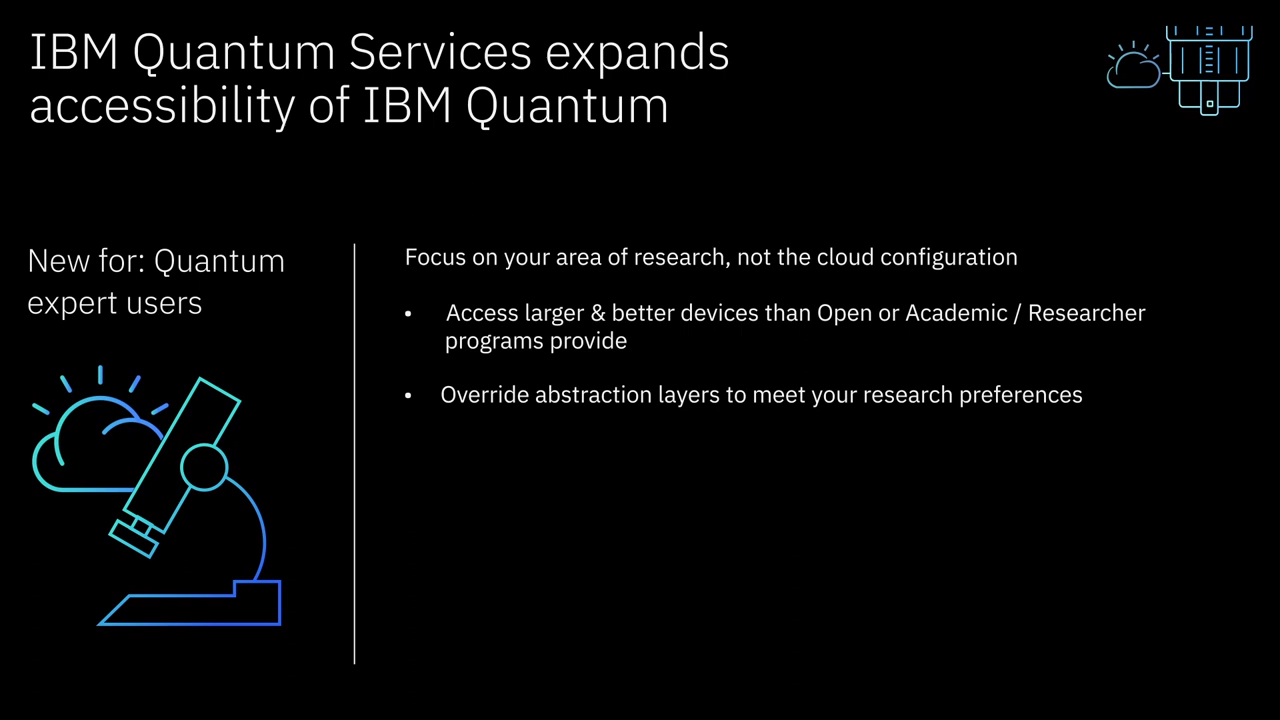 IBM Quantum Services expands
accessibility of IBM Quantum
New for: Quantum
expert users
Focus on your area of research, not the cloud configuration
• Access larger & better devices than Open or Academic / Researcher
programs provide
• Override abstraction layers to meet your research preferences